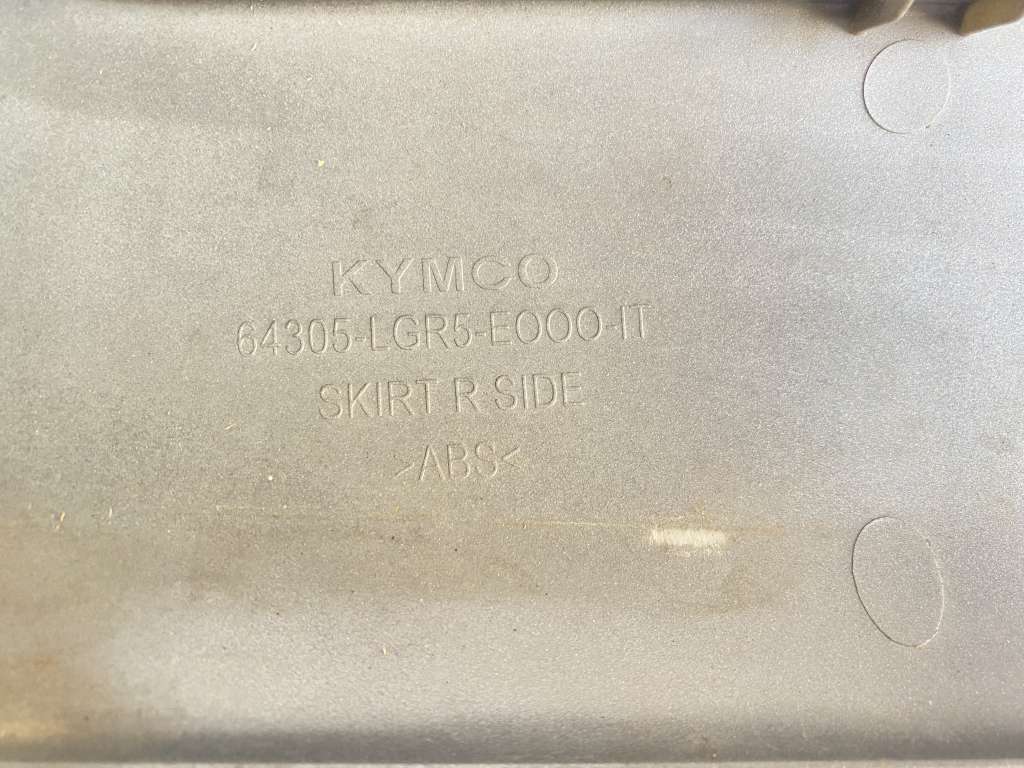 KYMCO
64305-LGR5-E000-IT
SKIRT R SIDE
>ABS<